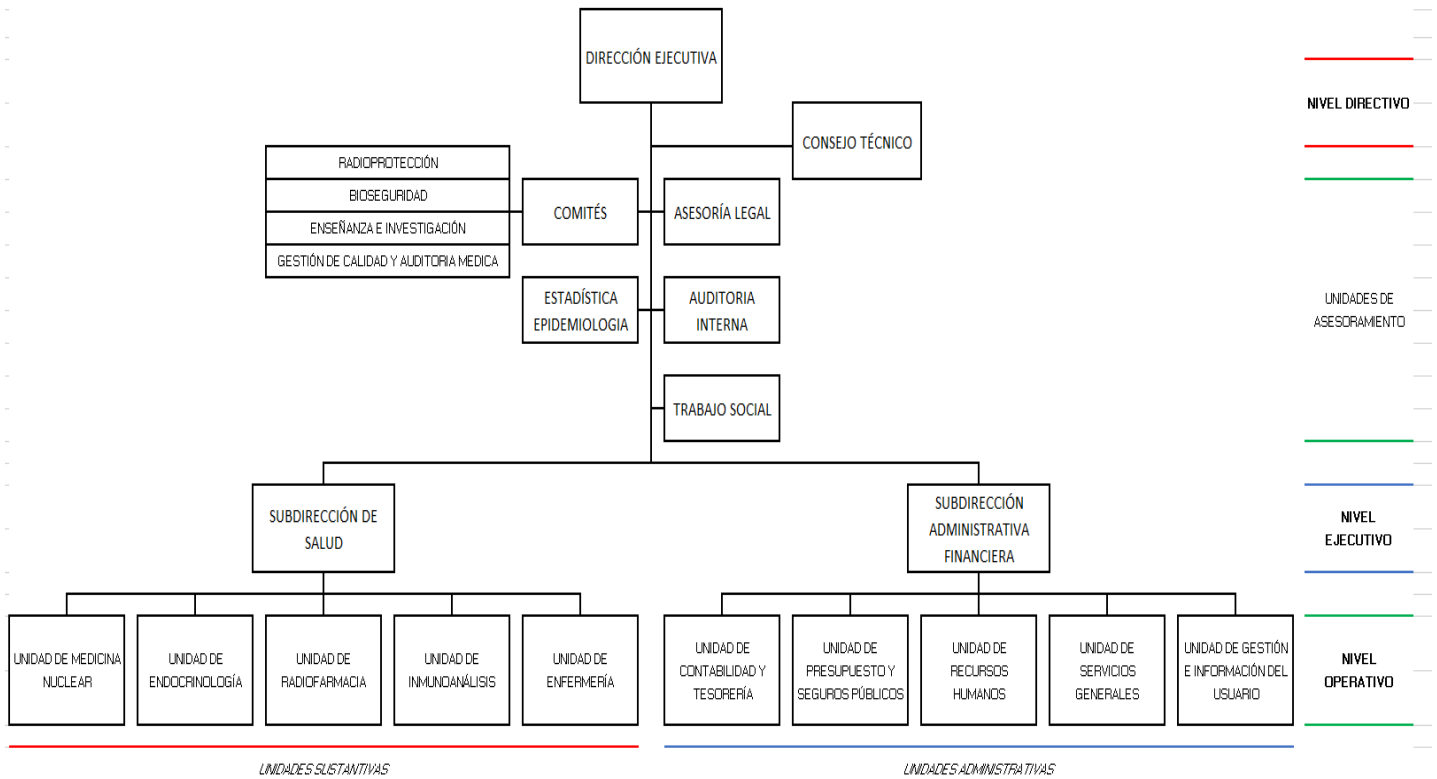 DIRECCIÓN EJECUTIVA
NIVEL DIRECTIVO
CONSEJO TÉCNICO
RADIOPROTECCIÓN
BIOSEGURIDAD
ENSEÑANZA E INVESTIGACIÓN
GESTIÓN DE CALIDAD Y AUDITORIA MEDICA
COMITÉS
ASESORÍA LEGAL
ESTADÍSTICA
EPIDEMIOLOGIA
AUDITORIA
INTERNA
UNIDADES DE
ASESORAMIENTO
TRABAJO SOCIAL
SUBDIRECCIÓN DE
SALUD
SUBDIRECCIÓN
ADMINISTRATIVA
FINANCIERA
NIVEL
EJECUTIVO
UNIDAD DE MEDICINA
NUCLEAR
UNIDAD DE
ENDOCRINOLOGÍA
UNIDAD DE
RADIOFARMACIA
UNIDAD DE
INMUNOANÁLISIS
UNIDAD DE
ENFERMERÍA
UNIDAD DE
CONTABILIDAD Y
TESORERÍA
UNIDAD DE
PRESUPUESTO Y
SEGUROS PÚBLICOS
UNIDAD DE
RECURSOS
HUMANOS
UNIDAD DE
SERVICIOS
GENERALES
UNIDAD DE GESTIÓN
E INFORMACIÓN DEL
USUARIO
NIVEL
OPERATIVO
UNIDADES SUSTANTIVAS
UNIDADES ADMINISTRATIVAS